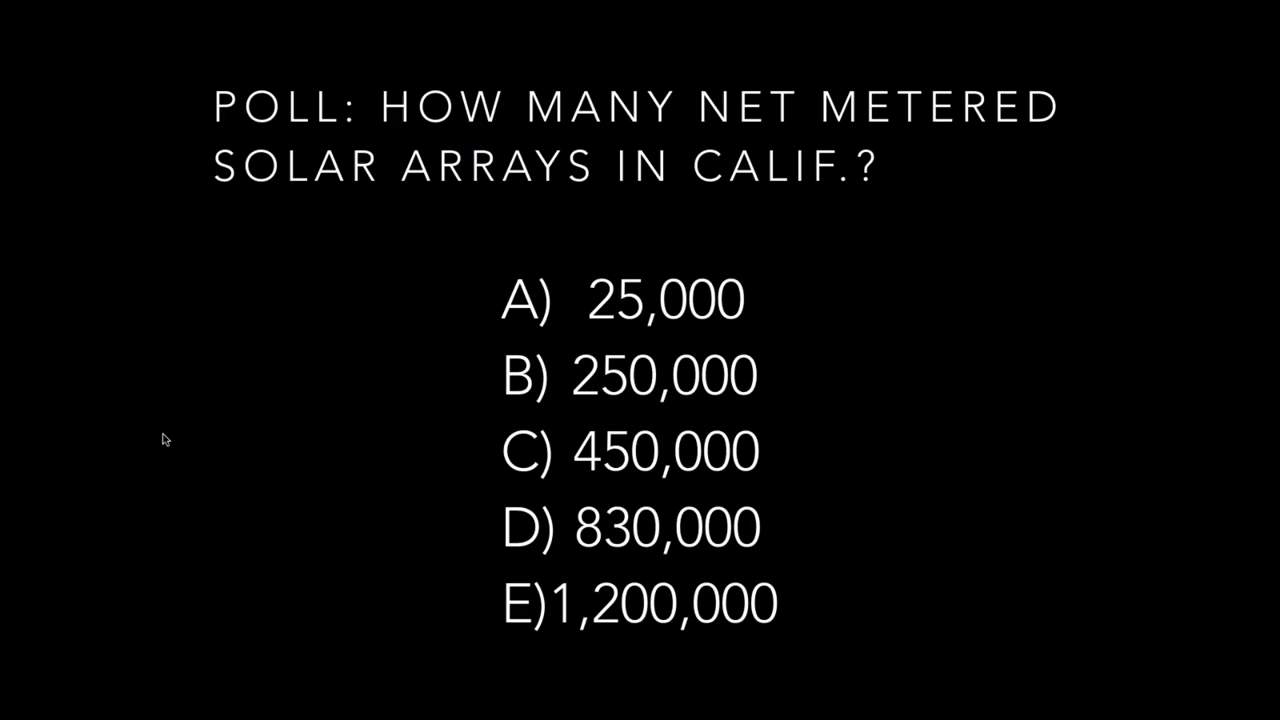 POLL: HOW MANY NET METERED
SOLAR ARRAYS IN CALIF.?
A) 25,000
B) 250,000
C) 450,000
D) 830,000
E)1,200,000